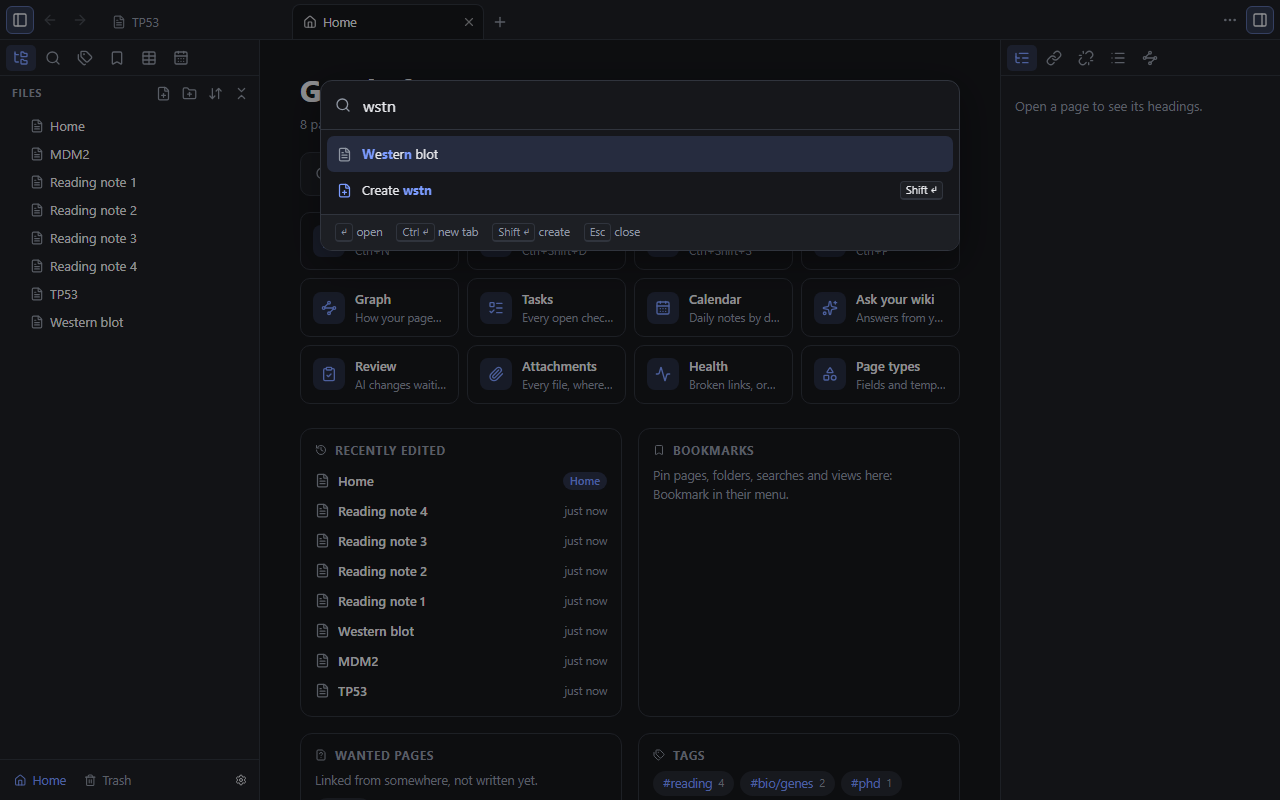 TP53
Home
FILES
Home
MDM2
Reading note 1
Reading note 2
Reading note 3
Reading note 4
TP53
Western blot
Home
Trash
8 pa
wstn
Western blot
Create wstn
Shift ↵
↵ open
Ctrl ↵ new tab
Shift ↵ create
Esc close
Ctrl+N
Ctrl+Shift+D
Ctrl+Shift+S
Ctrl+P
Graph
How your page...
Tasks
Every open chec...
Calendar
Daily notes by d...
Ask your wiki
Answers from y...
Review
AI changes waiti...
Attachments
Every file, where...
Health
Broken links, or...
Page types
Fields and temp...
RECENTLY EDITED
Home
Home
Reading note 4 just now
Reading note 3 just now
Reading note 2 just now
Reading note 1 just now
Western blot just now
MDM2 just now
TP53 just now
BOOKMARKS
Pin pages, folders, searches and views here:
Bookmark in their menu.
WANTED PAGES
Linked from somewhere, not written yet.
TAGS
#reading 4
#bio/genes 2
#phd 1
Open a page to see its headings.